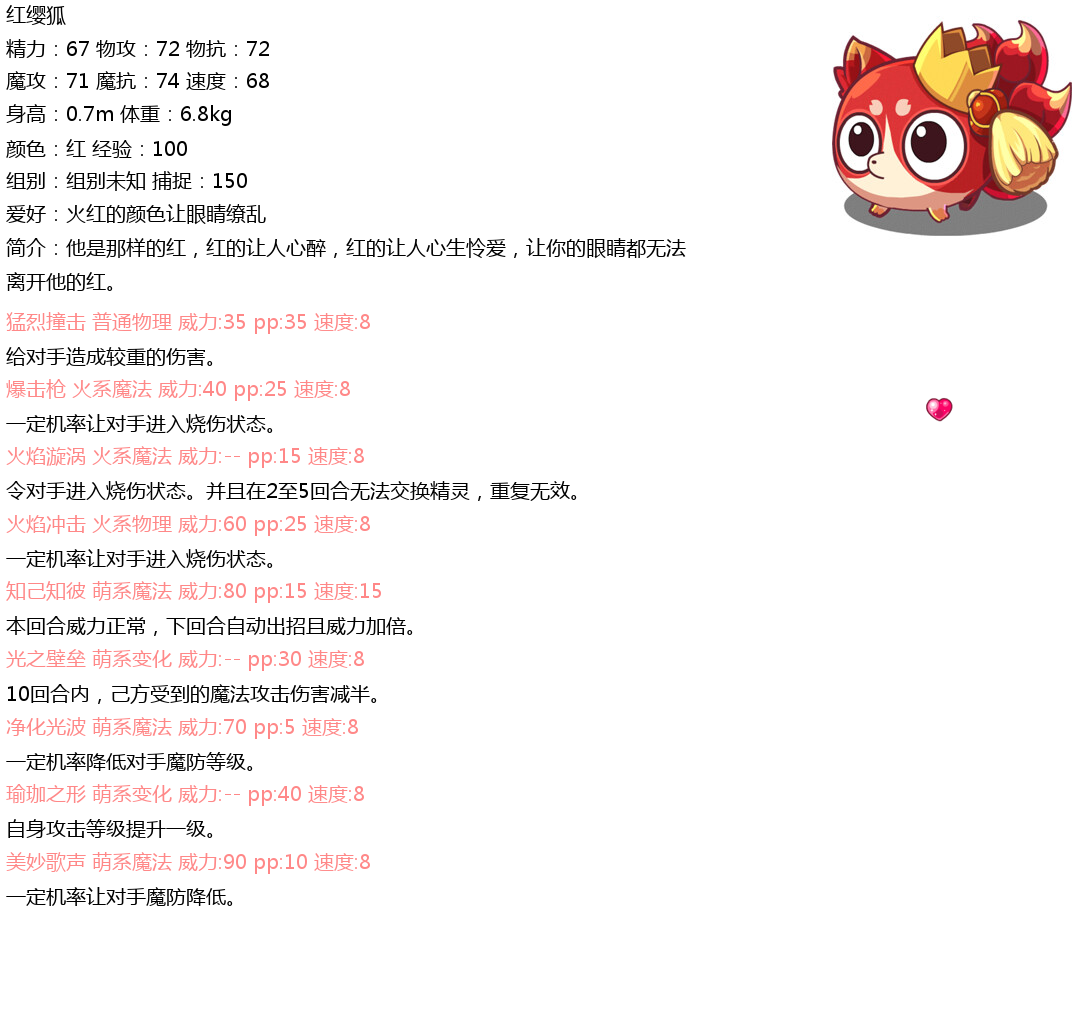 红缨狐
精力：67 物攻：72 物抗：72
魔攻：71 魔抗：74 速度：68
身高：0.7m 体重：6.8kg
颜色：红 经验：100
组别：组别未知 捕捉：150
爱好：火红的颜色让眼睛缭乱
简介：他是那样的红，红的让人心醉，红的让人心生怜爱，让你的眼睛都无法
离开他的红。
猛烈撞击 普通物理 威力:35 pp:35 速度:8
给对手造成较重的伤害。
爆击枪 火系魔法 威力:40 pp:25 速度:8
一定机率让对手进入烧伤状态。
火焰漩涡 火系魔法 威力:-- pp:15 速度:8
令对手进入烧伤状态。并且在2至5回合无法交换精灵，重复无效。
火焰冲击 火系物理 威力:60 pp:25 速度:8
一定机率让对手进入烧伤状态。
知己知彼 萌系魔法 威力:80 pp:15 速度:15
本回合威力正常，下回合自动出招且威力加倍。
光之壁垒 萌系变化 威力:-- pp:30 速度:8
10回合内，己方受到的魔法攻击伤害减半。
净化光波 萌系魔法 威力:70 pp:5 速度:8
一定机率降低对手魔防等级。
瑜珈之形 萌系变化 威力:-- pp:40 速度:8
自身攻击等级提升一级。
美妙歌声 萌系魔法 威力:90 pp:10 速度:8
一定机率让对手魔防降低。